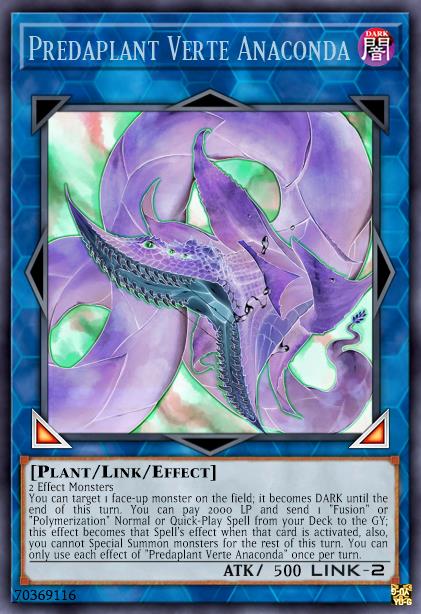 PREDAPLANT VERTE ANACONDA
DARK
闇
[PLANT/LINK/EFFECT]
2 Effect Monsters
You can target 1 face-up monster on the field; it becomes DARK until the
end of this turn. You can pay 2000 LP and send 1 "Fusion" or
"Polymerization" Normal or Quick-Play Spell from your Deck to the GY;
this effect becomes that Spell's effect when that card is activated, also,
you cannot Special Summon monsters for the rest of this turn. You can
only use each effect of "Predaplant Verte Anaconda" once per turn.
ATK/ 500 LINK-2
70369116